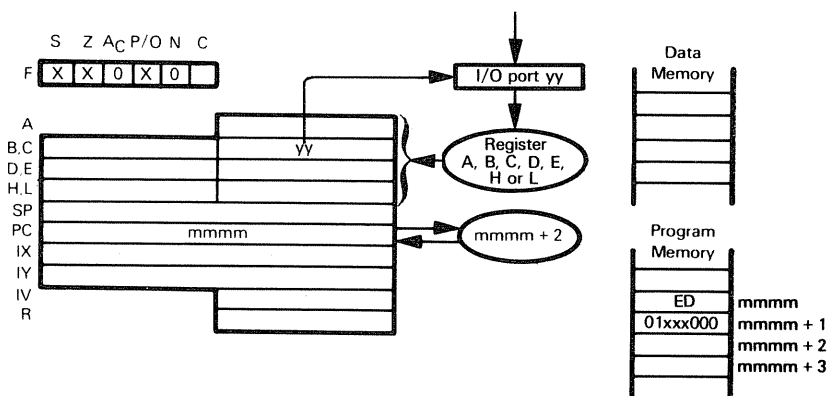 S Z AC P/O N C
F X X 0 X 0
I/O port yy
Data
Memory
A
B,C yy
D,E
H,L
SP
PC mmmm
IX
IY
IV
R
Register
A, B, C, D, E,
H or L
mmmm + 2
Program
Memory
ED mmmm
01xxx000 mmmm + 1
mmmm + 2
mmmm + 3